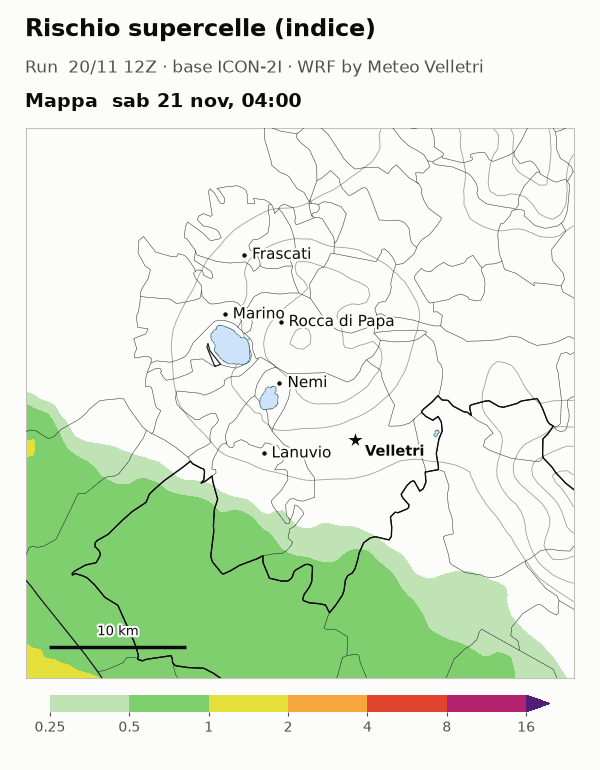 Rischio supercelle (indice)
Run  20/11 12Z · base ICON-2I · WRF by Meteo Velletri
Mappa  sab 21 nov, 04:00
Frascati
Marino
Rocca di Papa
Nemi
Lanuvio
Velletri
10 km
0.25 0.5 1 2 4 8 16